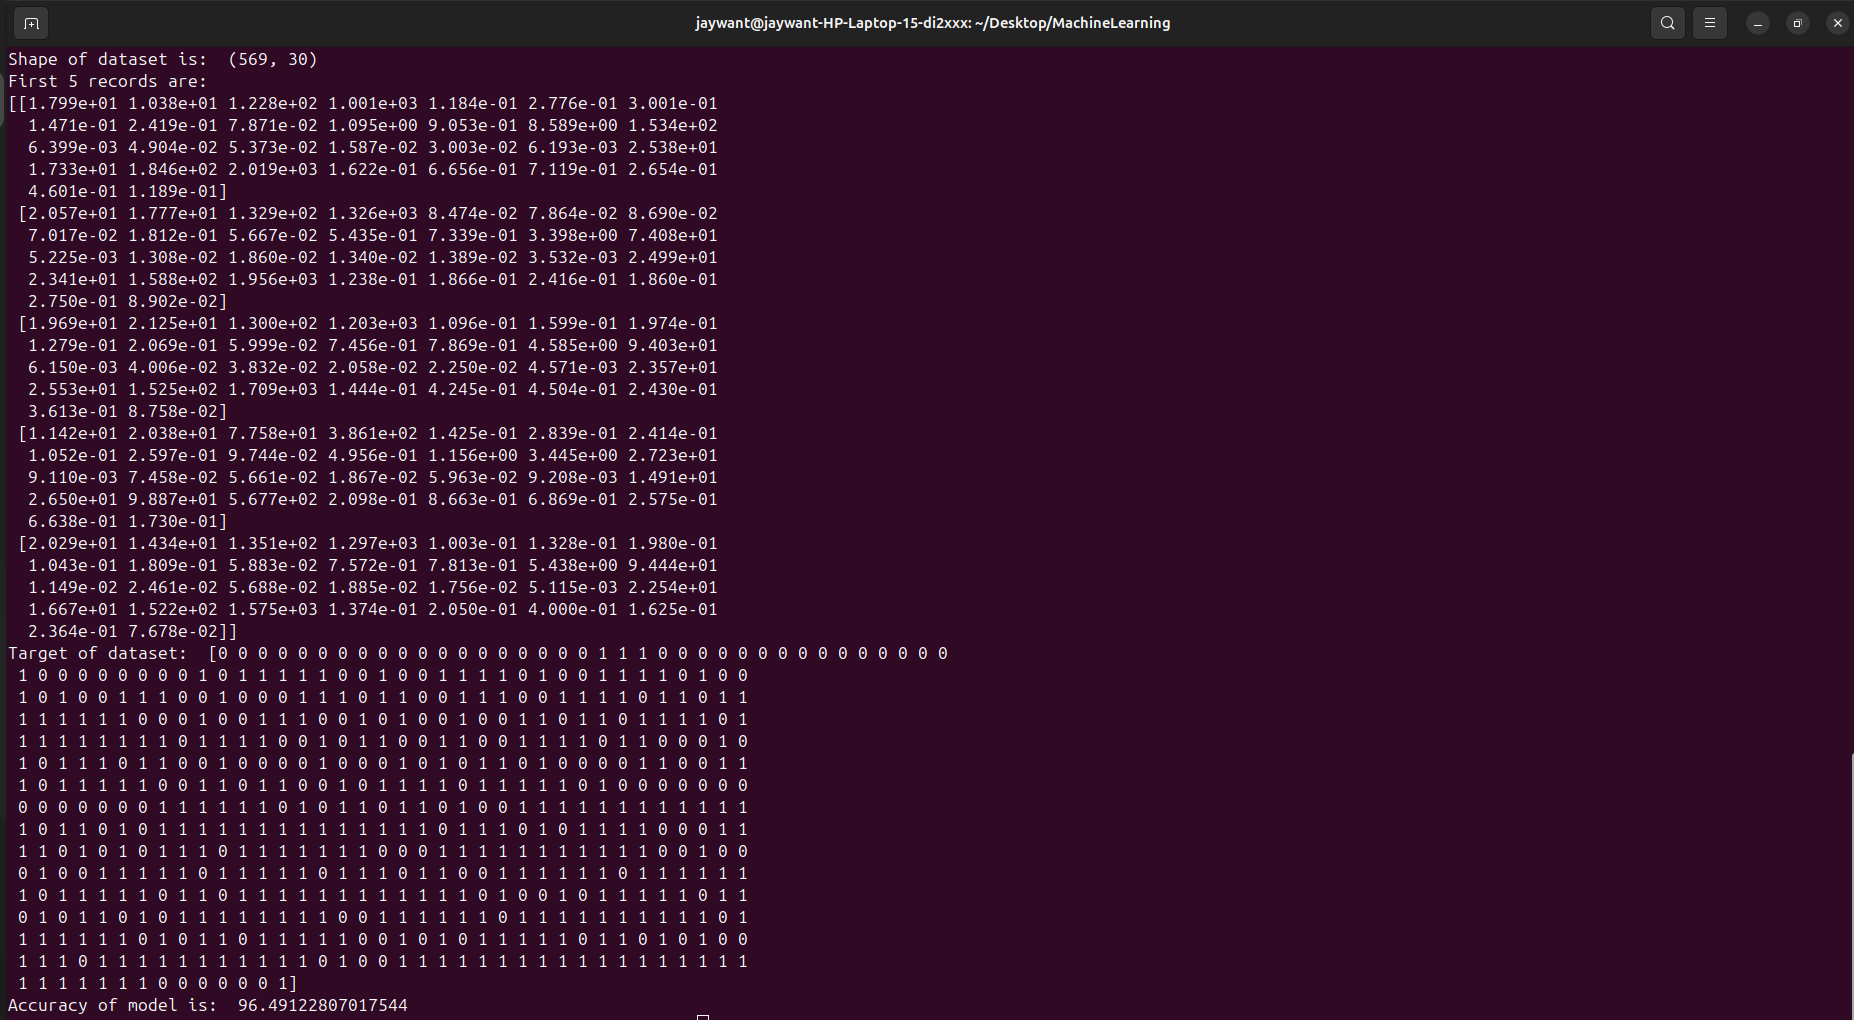 jaywant@jaywant-HP-Laptop-15-di2xxx: ~/Desktop/MachineLearning
Shape of dataset is:  (569, 30)
First 5 records are:
[[1.799e+01 1.038e+01 1.228e+02 1.001e+03 1.184e-01 2.776e-01 3.001e-01
  1.471e-01 2.419e-01 7.871e-02 1.095e+00 9.053e-01 8.589e+00 1.534e+02
  6.399e-03 4.904e-02 5.373e-02 1.587e-02 3.003e-02 6.193e-03 2.538e+01
  1.733e+01 1.846e+02 2.019e+03 1.622e-01 6.656e-01 7.119e-01 2.654e-01
  4.601e-01 1.189e-01]
 [2.057e+01 1.777e+01 1.329e+02 1.326e+03 8.474e-02 7.864e-02 8.690e-02
  7.017e-02 1.812e-01 5.667e-02 5.435e-01 7.339e-01 3.398e+00 7.408e+01
  5.225e-03 1.308e-02 1.860e-02 1.340e-02 1.389e-02 3.532e-03 2.499e+01
  2.341e+01 1.588e+02 1.956e+03 1.238e-01 1.866e-01 2.416e-01 1.860e-01
  2.750e-01 8.902e-02]
 [1.969e+01 2.125e+01 1.300e+02 1.203e+03 1.096e-01 1.599e-01 1.974e-01
  1.279e-01 2.069e-01 5.999e-02 7.456e-01 7.869e-01 4.585e+00 9.403e+01
  6.150e-03 4.006e-02 3.832e-02 2.058e-02 2.250e-02 4.571e-03 2.357e+01
  2.553e+01 1.525e+02 1.709e+03 1.444e-01 4.245e-01 4.504e-01 2.430e-01
  3.613e-01 8.758e-02]
 [1.142e+01 2.038e+01 7.758e+01 3.861e+02 1.425e-01 2.839e-01 2.414e-01
  1.052e-01 2.597e-01 9.744e-02 4.956e-01 1.156e+00 3.445e+00 2.723e+01
  9.110e-03 7.458e-02 5.661e-02 1.867e-02 5.963e-02 9.208e-03 1.491e+01
  2.650e+01 9.887e+01 5.677e+02 2.098e-01 8.663e-01 6.869e-01 2.575e-01
  6.638e-01 1.730e-01]
 [2.029e+01 1.434e+01 1.351e+02 1.297e+03 1.003e-01 1.328e-01 1.980e-01
  1.043e-01 1.809e-01 5.883e-02 7.572e-01 7.813e-01 5.438e+00 9.444e+01
  1.149e-02 2.461e-02 5.688e-02 1.885e-02 1.756e-02 5.115e-03 2.254e+01
  1.667e+01 1.522e+02 1.575e+03 1.374e-01 2.050e-01 4.000e-01 1.625e-01
  2.364e-01 7.678e-02]]
Target of dataset:  [0 0 0 0 0 0 0 0 0 0 0 0 0 0 0 0 0 0 0 1 1 1 0 0 0 0 0 0 0 0 0 0 0 0 0 0 0
 1 0 0 0 0 0 0 0 0 1 0 1 1 1 1 1 0 0 1 0 0 1 1 1 1 0 1 0 0 1 1 1 1 0 1 0 0
 1 0 1 0 0 1 1 1 0 0 1 0 0 0 1 1 1 0 1 1 0 0 1 1 1 0 0 1 1 1 1 0 1 1 0 1 1
 1 1 1 1 1 1 0 0 0 1 0 0 1 1 1 0 0 1 0 1 0 0 1 0 0 1 1 0 1 1 0 1 1 1 1 0 1
 1 1 1 1 1 1 1 1 0 1 1 1 1 0 0 1 0 1 1 0 0 1 1 0 0 1 1 1 1 0 1 1 0 0 0 1 0
 1 0 1 1 1 0 1 1 0 0 1 0 0 0 0 1 0 0 0 1 0 1 0 1 1 0 1 0 0 0 0 1 1 0 0 1 1
 1 0 1 1 1 1 1 0 0 1 1 0 1 1 0 0 1 0 1 1 1 1 0 1 1 1 1 1 0 1 0 0 0 0 0 0 0
 0 0 0 0 0 0 0 1 1 1 1 1 1 0 1 0 1 1 0 1 1 0 1 0 0 1 1 1 1 1 1 1 1 1 1 1 1
 1 0 1 1 0 1 0 1 1 1 1 1 1 1 1 1 1 1 1 1 1 0 1 1 1 0 1 0 1 1 1 1 0 0 0 1 1
 1 1 0 1 0 1 0 1 1 1 0 1 1 1 1 1 1 1 0 0 0 1 1 1 1 1 1 1 1 1 1 1 0 0 1 0 0
 0 1 0 0 1 1 1 1 1 0 1 1 1 1 1 0 1 1 1 0 1 1 0 0 1 1 1 1 1 1 0 1 1 1 1 1 1
 1 0 1 1 1 1 1 0 1 1 0 1 1 1 1 1 1 1 1 1 1 1 1 0 1 0 0 1 0 1 1 1 1 1 0 1 1
 0 1 0 1 1 0 1 0 1 1 1 1 1 1 1 1 0 0 1 1 1 1 1 1 0 1 1 1 1 1 1 1 1 1 1 0 1
 1 1 1 1 1 1 0 1 0 1 1 0 1 1 1 1 1 0 0 1 0 1 0 1 1 1 1 1 0 1 1 0 1 0 1 0 0
 1 1 1 0 1 1 1 1 1 1 1 1 1 1 1 0 1 0 0 1 1 1 1 1 1 1 1 1 1 1 1 1 1 1 1 1 1
 1 1 1 1 1 1 1 0 0 0 0 0 0 1]
Accuracy of model is:  96.49122807017544